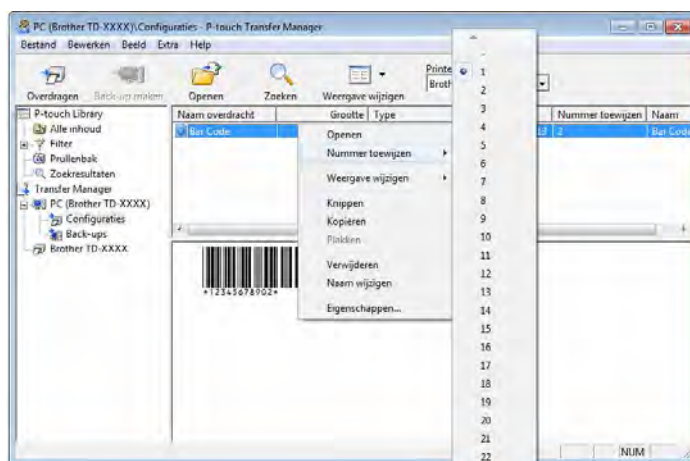 PC (Brother TD-XXXX)\Configuraties - P-touch Transfer Manager
Bestand Bewerken Beeld Extra Help
Overdragen Back-up maken Openen Zoeken Weergave wijzigen
Printe
Broth
P-touch Library
Alle inhoud
Filter
Prullenbak
Zoekresultaten
Transfer Manager
PC (Brother TD-XXXX)
Configuraties
Back-ups
Brother TD-XXXX
Naam overdracht Grootte Type Nummer toewijzen Naam
Bar Code 2 Bar Code
*12345678902*
Openen
Nummer toewijzen
Weergave wijzigen
Knippen
Kopiëren
Plakken
Verwijderen
Naam wijzigen
Eigenschappen...
-
1
2
3
4
5
6
7
8
9
10
11
12
13
14
15
16
17
18
19
20
21
22
NUM